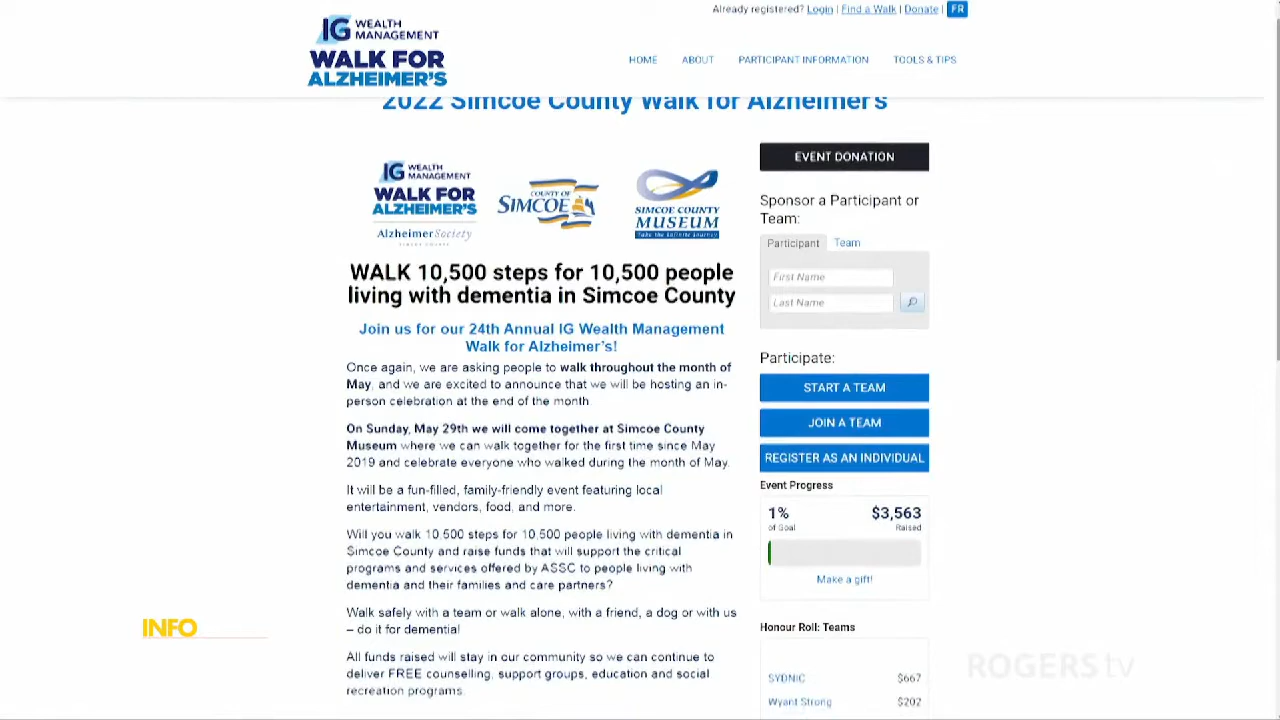 Already registered? Login | Find a Walk | Donate | FR
IG WEALTH MANAGEMENT
WALK FOR
ALZHEIMER'S
HOME ABOUT PARTICIPANT INFORMATION TOOLS & TIPS
2022 Simcoe County Walk for Alzheimer's
IG WEALTH MANAGEMENT
WALK FOR
ALZHEIMER'S
Alzheimer Society
COUNTY OF
SIMCOE
SIMCOE COUNTY
MUSEUM
Take the Infinite Journey
WALK 10,500 steps for 10,500 people
living with dementia in Simcoe County
Join us for our 24th Annual IG Wealth Management
Walk for Alzheimer's!
Once again, we are asking people to walk throughout the month of
May, and we are excited to announce that we will be hosting an in-
person celebration at the end of the month
On Sunday, May 29th we will come together at Simcoe County
Museum where we can walk together for the first time since May
2019 and celebrate everyone who walked during the month of May.
It will be a fun-filled, family-friendly event featuring local
entertainment, vendors, food, and more.
Will you walk 10,500 steps for 10,500 people living with dementia in
Simcoe County and raise funds that will support the critical
programs and services offered by ASSC to people living with
dementia and their families and care partners?
Walk safely with a team or walk alone, with a friend, a dog or with us
– do it for dementia!
All funds raised will stay in our community so we can continue to
deliver FREE counselling, support groups, education and social
recreation programs.
EVENT DONATION
Sponsor a Participant or
Team:
Participant Team
First Name
Last Name
Participate:
START A TEAM
JOIN A TEAM
REGISTER AS AN INDIVIDUAL
Event Progress
1% $3,563
of Goal Raised
Make a gift!
Honour Roll: Teams
SYDNIC $667
Wyant Strong $202
INFO
ROGERS tv